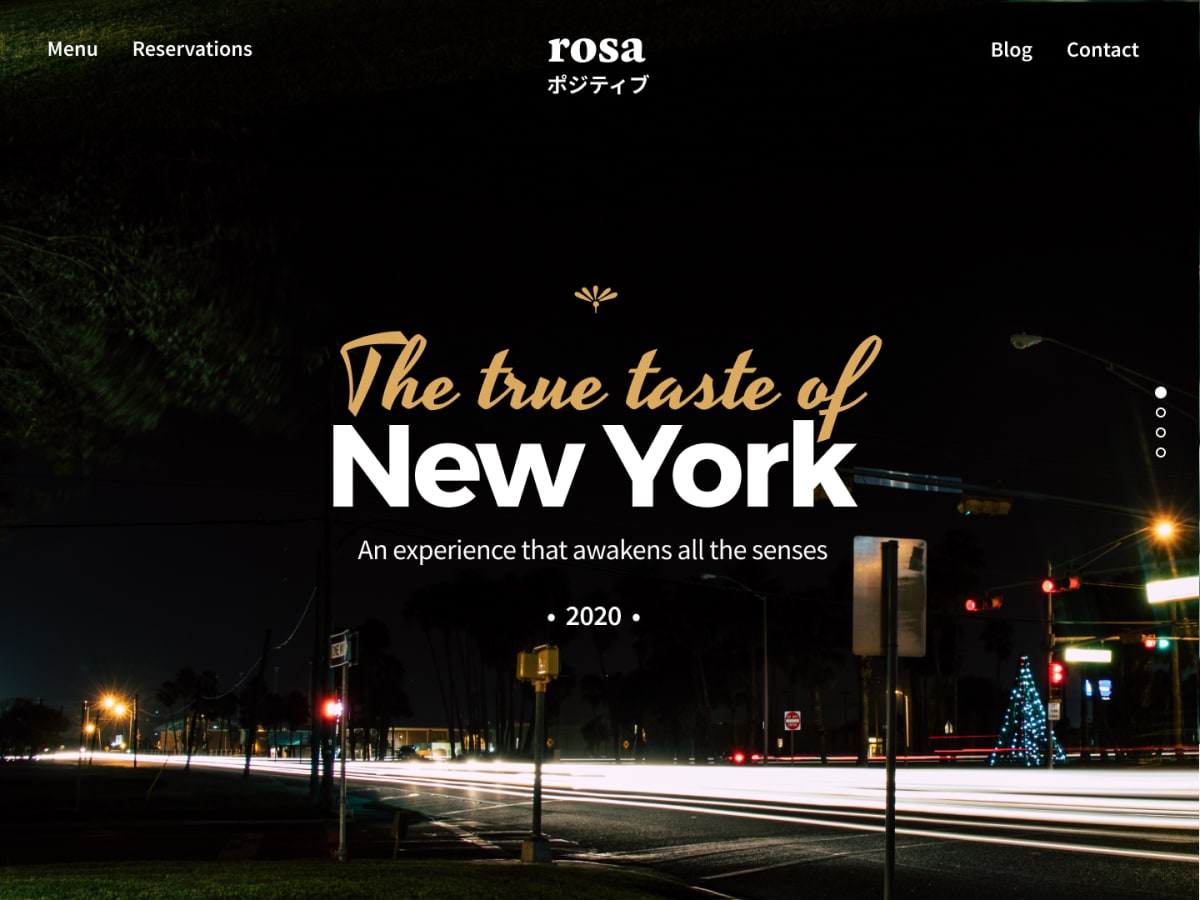 Menu
Reservations
rosa
ポジティブ
Blog
Contact
The true taste of
New York
An experience that awakens all the senses
• 2020 •